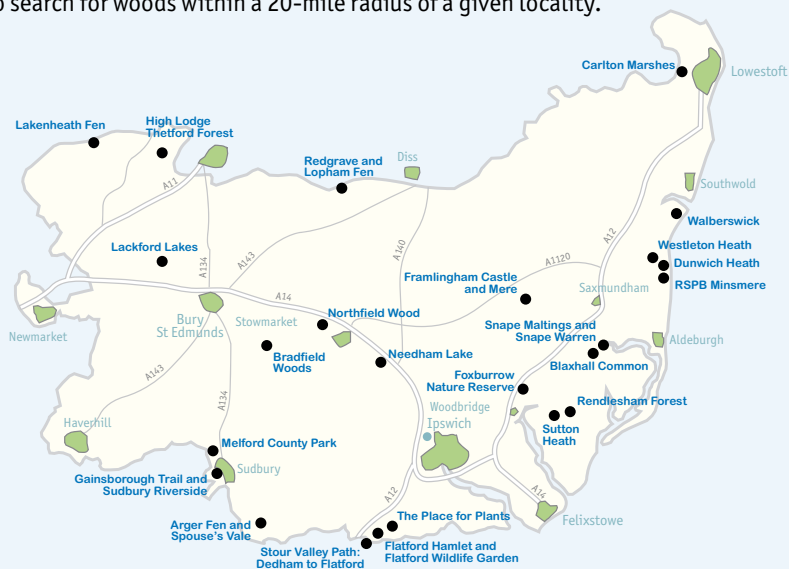 o search for woods within a 20-mile radius of a given locality.
Carlton Marshes
Lowestoft
Lakenheath Fen
High Lodge
Thetford Forest
Redgrave and
Lopham Fen
Diss
A11
Southwold
Walberswick
A12
A140
A134
A143
Lackford Lakes
Westleton Heath
Dunwich Heath
RSPB Minsmere
A1120
Framlingham Castle
and Mere
Saxmundham
A14
Newmarket
Bury
St Edmunds
Stowmarket
Northfield Wood
Snape Maltings and
Snape Warren
Aldeburgh
Bradfield
Woods
Needham Lake
Blaxhall Common
A143
A134
Foxburrow
Nature Reserve
Rendlesham Forest
Woodbridge
Ipswich
Sutton
Heath
Haverhill
Melford County Park
Sudbury
Gainsborough Trail and
Sudbury Riverside
A12
A14
Felixstowe
The Place for Plants
Arger Fen and
Spouse's Vale
Flatford Hamlet and
Flatford Wildlife Garden
Stour Valley Path:
Dedham to Flatford